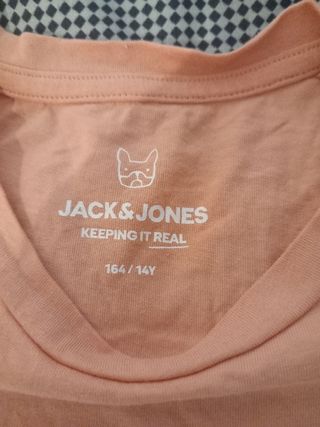 JACK&JONES
KEEPING IT REAL
164 / 14Y